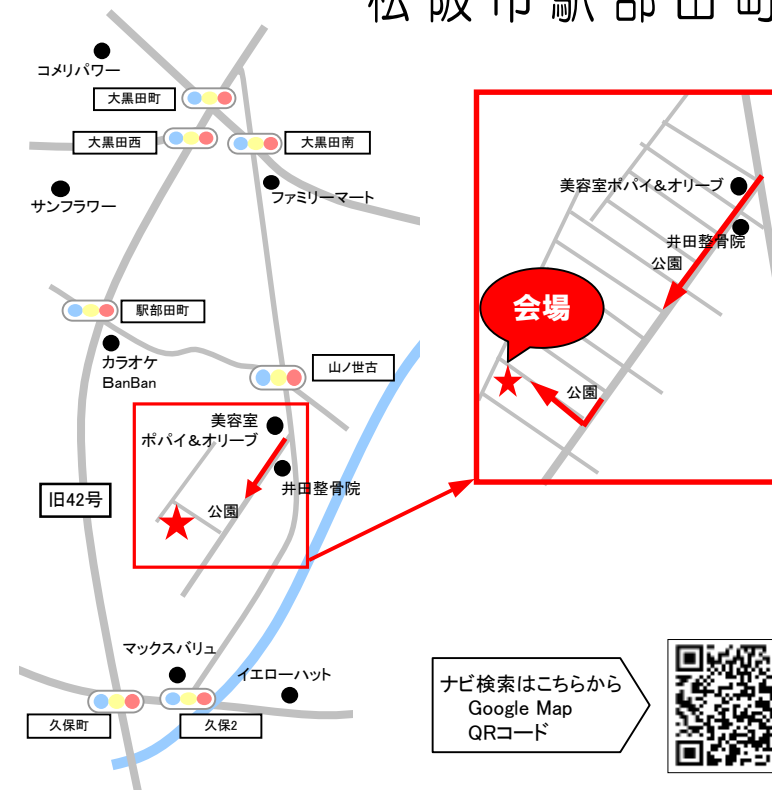 松阪市駅部田町
コメリパワー
大黒田町
大黒田西
大黒田南
サンフラワー
ファミリーマート
駅部田町
カラオケ
BanBan
山ノ世古
美容室
ポパイ&オリーブ
井田整骨院
公園
旧42号
マックスバリュ
イエローハット
久保町
久保2
美容室ポパイ&オリーブ
井田整骨院
公園
会場
公園
ナビ検索はこちらから
Google Map
QRコード